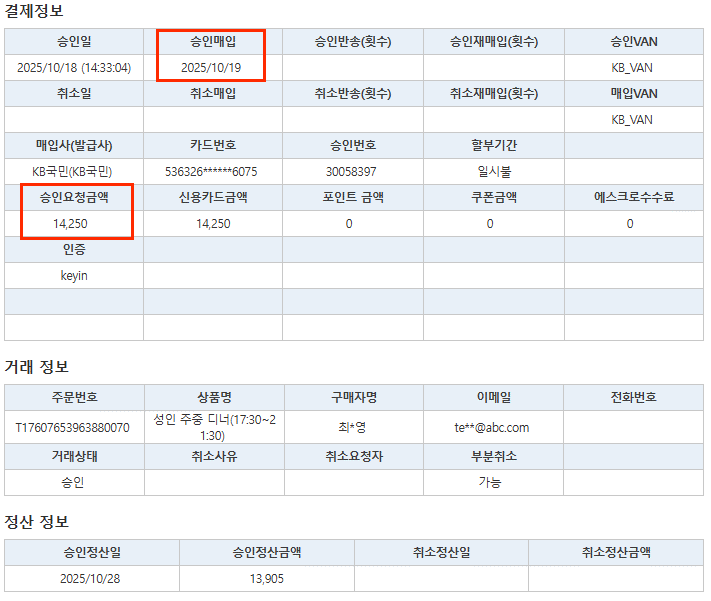 결제정보
승인일 승인매입 승인반송(횟수) 승인재매입(횟수) 승인VAN
2025/10/18 (14:33:04) 2025/10/19 KB_VAN
취소일 취소매입 취소반송(횟수) 취소재매입(횟수) 매입VAN
KB_VAN
매입사(발급사) 카드번호 승인번호 할부기간
KB국민(KB국민) 536326******6075 30058397 일시불
승인요청금액 신용카드금액 포인트 금액 쿠폰금액 에스크로수수료
14,250 14,250 0 0 0
인증
keyin
거래 정보
주문번호 상품명 구매자명 이메일 전화번호
T17607653963880070 성인 주중 디너(17:30~2 최*영 te**@abc.com
1:30)
거래상태 취소사유 취소요청자 부분취소
승인 가능
정산 정보
승인정산일 승인정산금액 취소정산일 취소정산금액
2025/10/28 13,905